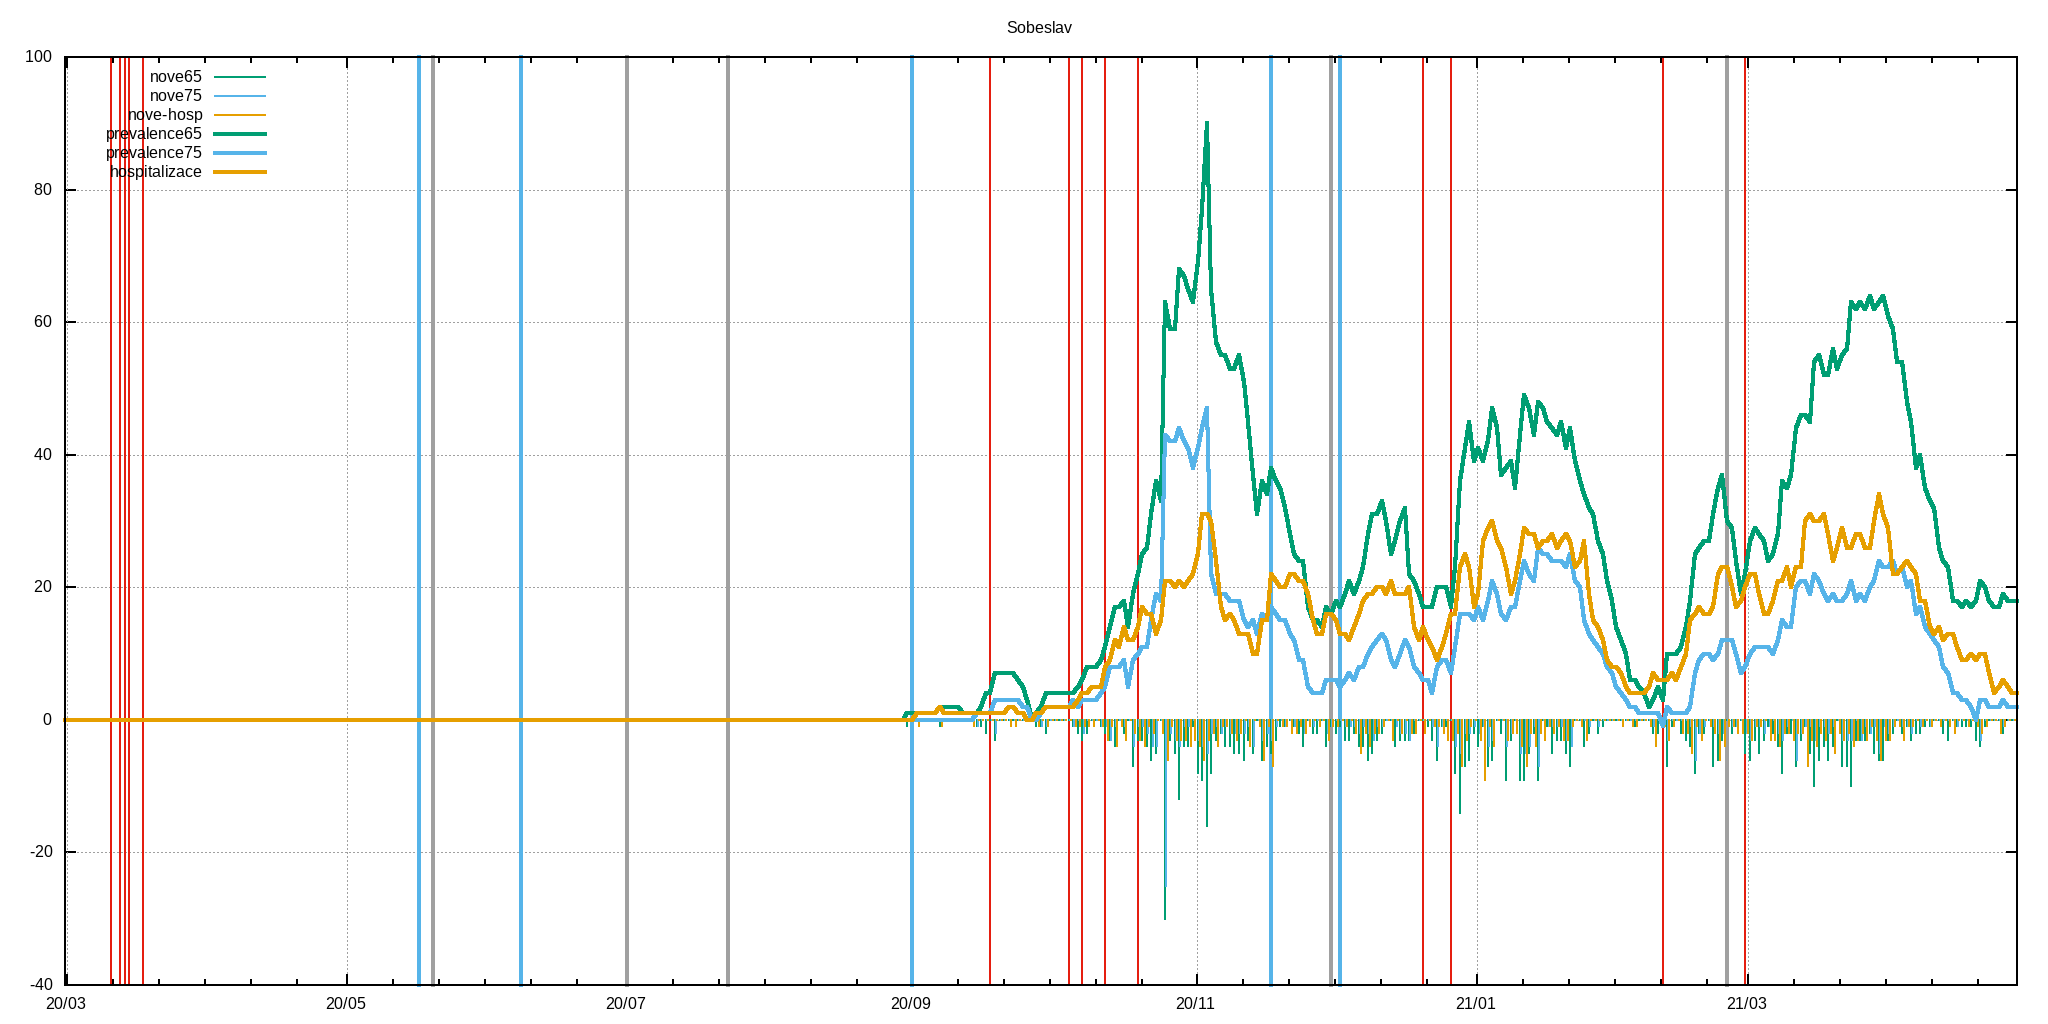 Sobeslav
100
80
60
40
20
0
-20
-40
nove65
nove75
nove-hosp
prevalence65
prevalence75
hospitalizace
20/03 20/05 20/07 20/09 20/11 21/01 21/03